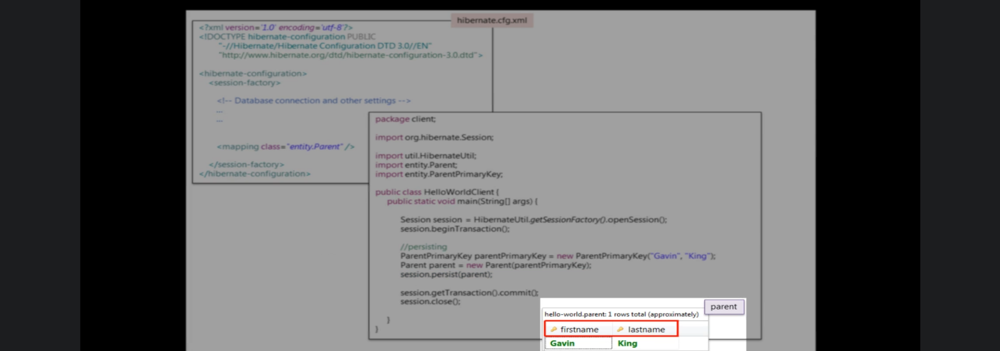 hibernate.cfg.xml
<?xml version='1.0' encoding='utf-8'?>
<!DOCTYPE hibernate-configuration PUBLIC
"-//Hibernate/Hibernate Configuration DTD 3.0//EN"
"http://www.hibernate.org/dtd/hibernate-configuration-3.0.dtd">
<hibernate-configuration>
<session-factory>
<!-- Database connection and other settings -->
...
...
<mapping class="entity.Parent" />
</session-factory>
</hibernate-configuration>
package client;
import org.hibernate.Session;
import util.HibernateUtil;
import entity.Parent;
import entity.ParentPrimaryKey;
public class HelloWorldClient {
public static void main(String[] args) {
Session session = HibernateUtil.getSessionFactory().openSession();
session.beginTransaction();
//persisting
ParentPrimaryKey parentPrimaryKey = new ParentPrimaryKey("Gavin", "King");
Parent parent = new Parent(parentPrimaryKey);
session.persist(parent);
session.getTransaction().commit();
session.close();
}
}
parent
hello-world.parent: 1 rows total (approximately)
firstname lastname
Gavin King